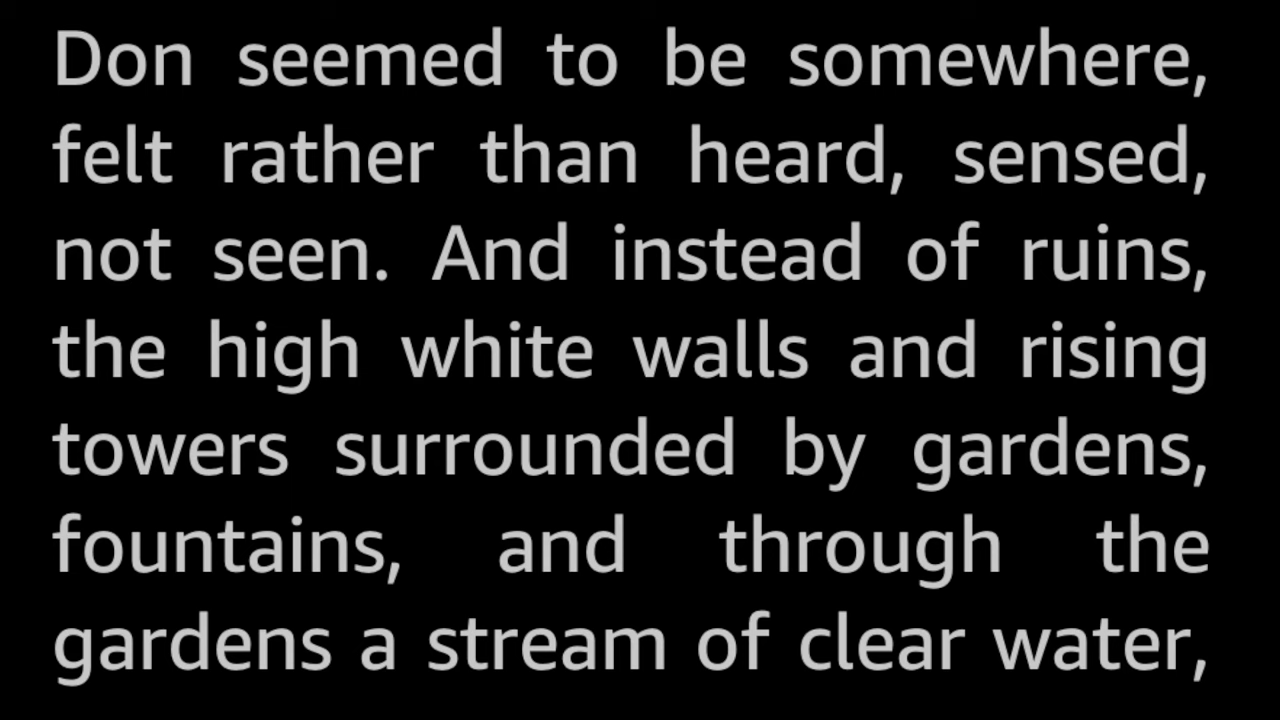 Don seemed to be somewhere,
felt rather than heard, sensed,
not seen. And instead of ruins,
the high white walls and rising
towers surrounded by gardens,
fountains, and through the
gardens a stream of clear water,